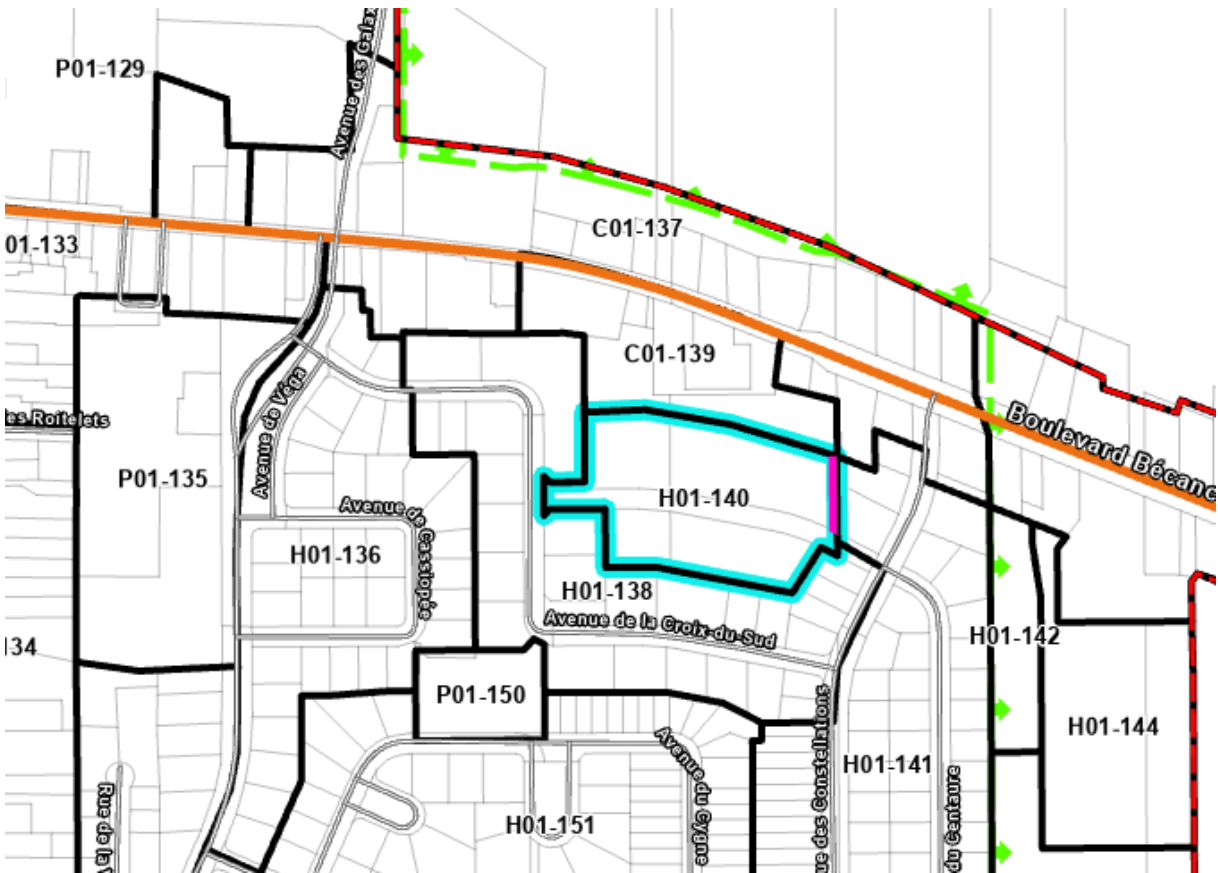 Avenue des Galax
P01-129
C01-137
01-133
C01-139
Boulevard Bécanc
Avenue de Véga
es Roitelets
P01-135
H01-140
Avenue de Cassiopée
H01-136
H01-138
Avenue de la Croix-du-Sud
134
H01-142
P01-150
H01-144
Avenue du Cygne
ue des Constellations
H01-141
du Centaure
Rue de la V
H01-151